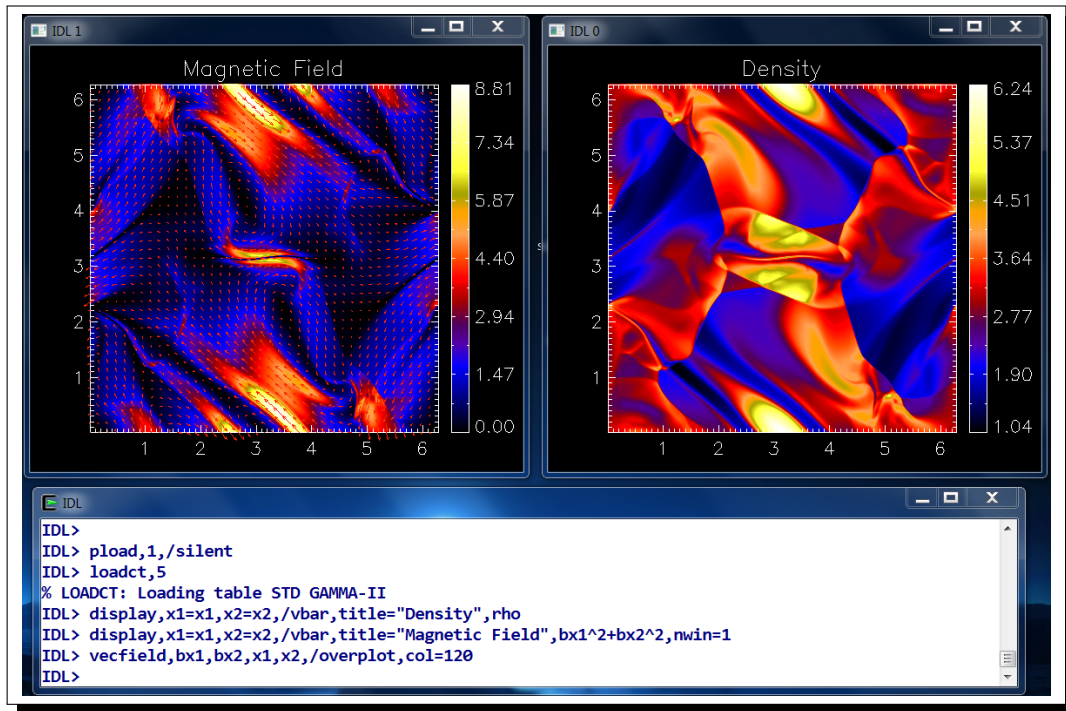 IDL 1
Magnetic Field
6
5
4
3
2
1
1 2 3 4 5 6
8.81
7.34
5.87
4.40
2.94
1.47
0.00
IDL 0
Density
6
5
4
3
2
1
1 2 3 4 5 6
6.24
5.37
4.51
3.64
2.77
1.90
1.04
s
IDL
IDL>
IDL> pload,1,/silent
IDL> loadct,5
% LOADCT: Loading table STD GAMMA-II
IDL> display,x1=x1,x2=x2,/vbar,title="Density",rho
IDL> display,x1=x1,x2=x2,/vbar,title="Magnetic Field",bx1^2+bx2^2,nwin=1
IDL> vecfield,bx1,bx2,x1,x2,/overplot,col=120
IDL>